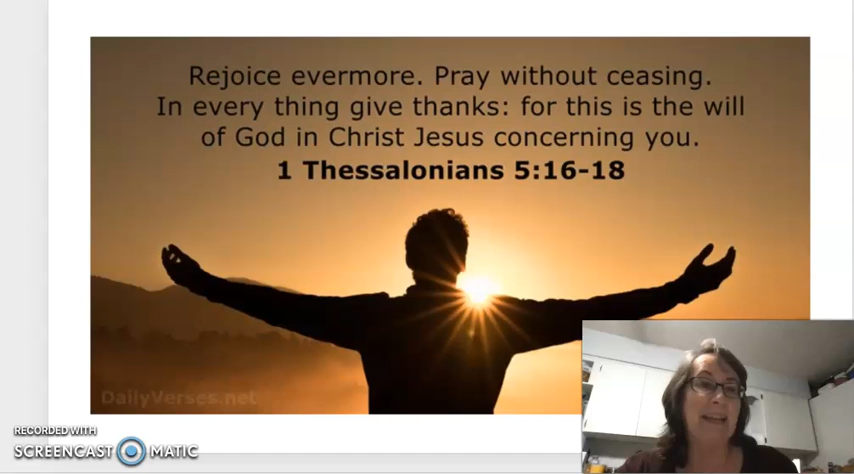 Rejoice evermore. Pray without ceasing.
In every thing give thanks: for this is the will
of God in Christ Jesus concerning you.
1 Thessalonians 5:16-18
DailyVerses.net
RECORDED WITH
SCREENCAST MATIC